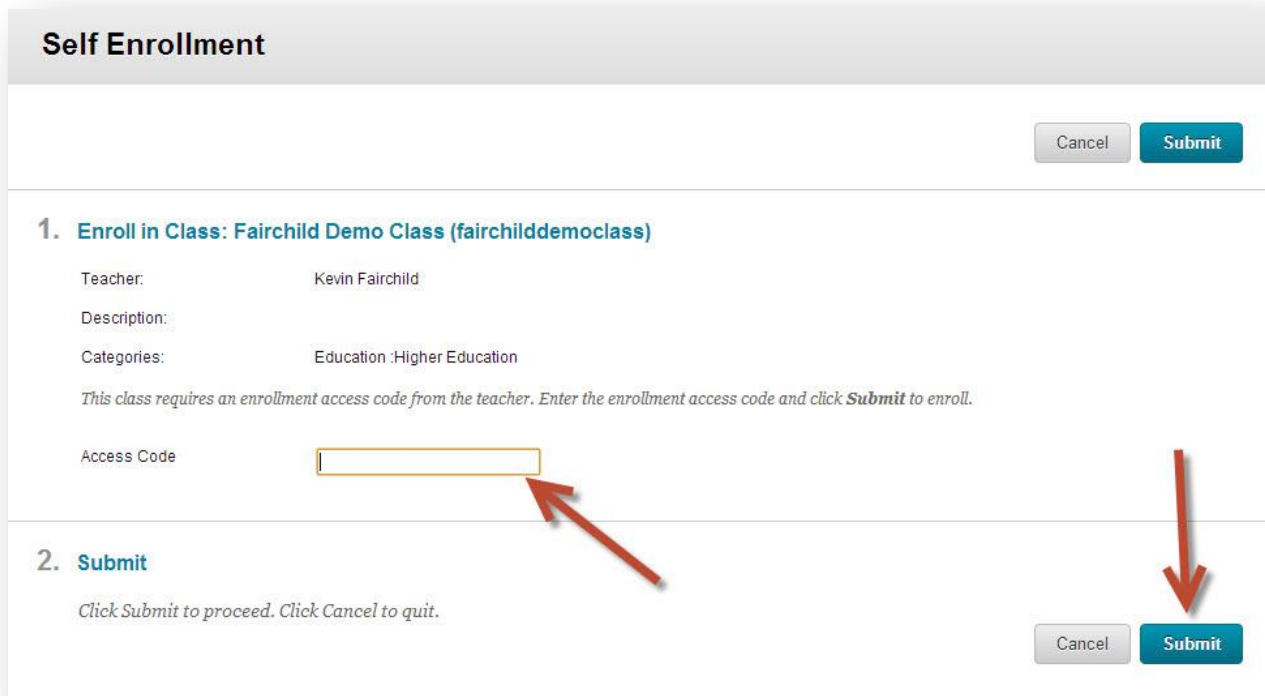 Self Enrollment
Cancel Submit
1. Enroll in Class: Fairchild Demo Class (fairchilddemoclass)
Teacher: Kevin Fairchild
Description:
Categories: Education :Higher Education
This class requires an enrollment access code from the teacher. Enter the enrollment access code and click Submit to enroll.
Access Code
2. Submit
Click Submit to proceed. Click Cancel to quit.
Cancel Submit